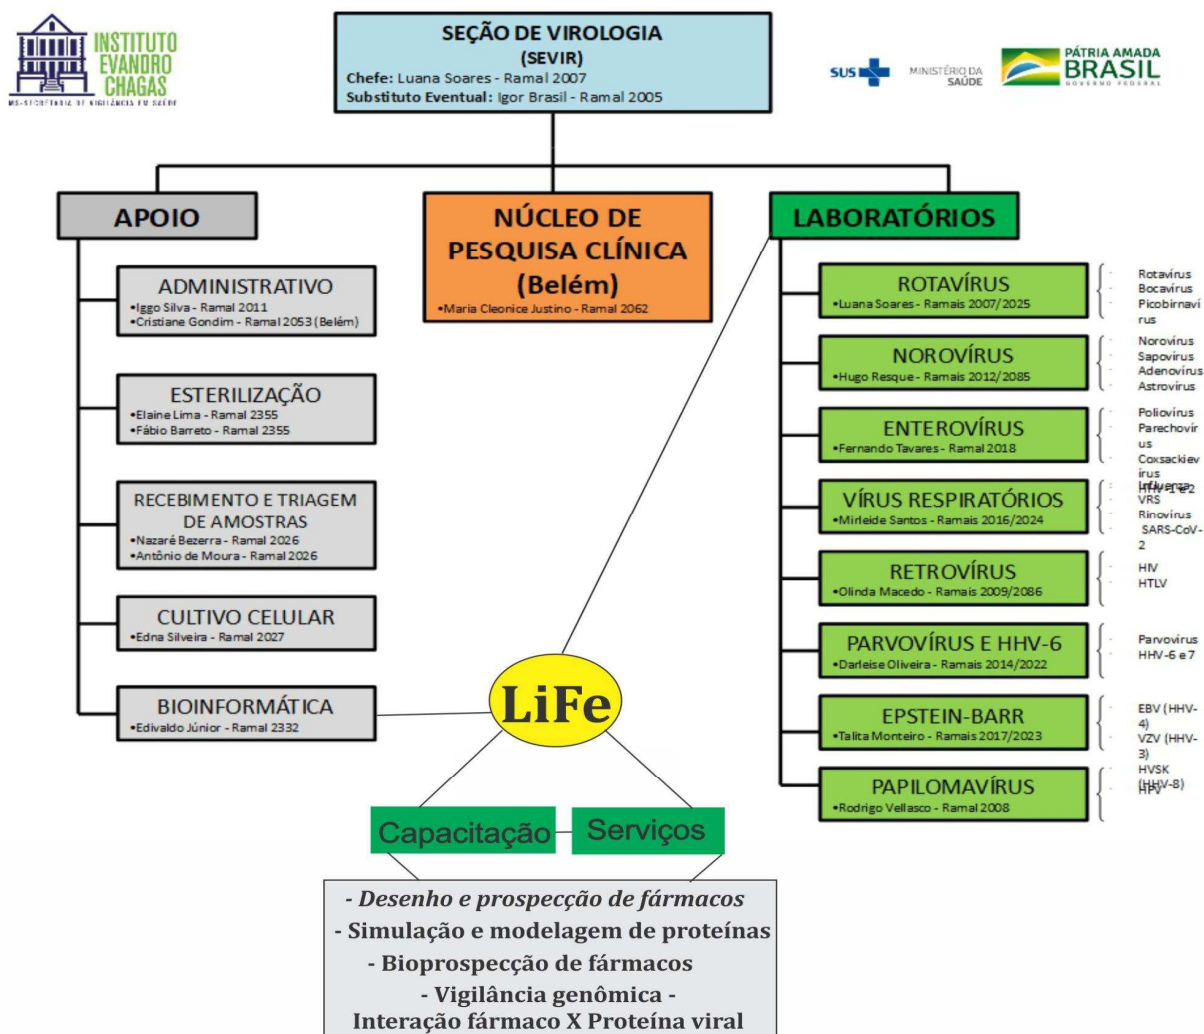 INSTITUTO
EVANDRO
CHAGAS
MS-SECRETARIA DE VIGILÂNCIA EM SAÚDE
SEÇÃO DE VIROLOGIA
(SEVIR)
Chefe: Luana Soares - Ramal 2007
Substituto Eventual: Igor Brasil - Ramal 2005
SUS
MINISTÉRIO DA
SAÚDE
PÁTRIA AMADA
BRASIL
GOVERNO FEDERAL
APOIO
ADMINISTRATIVO
•Iggo Silva - Ramal 2011
•Cristiane Gondim - Ramal 2053 (Belém)
ESTERILIZAÇÃO
•Elaine Lima - Ramal 2355
•Fábio Barreto - Ramal 2355
RECEBIMENTO E TRIAGEM
DE AMOSTRAS
•Nazaré Bezerra - Ramal 2026
•Antônio de Moura - Ramal 2026
CULTIVO CELULAR
•Edna Silveira - Ramal 2027
BIOINFORMÁTICA
•Edivaldo Júnior - Ramal 2332
NÚCLEO DE
PESQUISA CLÍNICA
(Belém)
•Maria Cleonice Justino - Ramal 2062
LABORATÓRIOS
ROTAVÍRUS
•Luana Soares - Ramais 2007/2025
Rotavírus
Bocavírus
Picobirnaví
rus
NOROVÍRUS
•Hugo Resque - Ramais 2012/2085
Norovírus
Sapovírus
Adenovírus
Astrovírus
ENTEROVÍRUS
•Fernando Tavares - Ramal 2018
Poliovírus
Parechovír
us
Coxsackiev
írus
HHV-1 e 2
VÍRUS RESPIRATÓRIOS
•Mirleide Santos - Ramais 2016/2024
Influenza
VRS
Rinovírus
SARS-CoV-
2
RETROVÍRUS
•Olinda Macedo - Ramais 2009/2086
HIV
HTLV
PARVOVÍRUS E HHV-6
•Darleise Oliveira - Ramais 2014/2022
Parvovírus
HHV-6 e 7
EPSTEIN-BARR
•Talita Monteiro - Ramais 2017/2023
EBV (HHV-
4)
VZV (HHV-
3)
HVSK
(HHV-8)
PAPILOMAVÍRUS
•Rodrigo Vellasco - Ramal 2008
HPV
LiFe
Capacitação
Serviços
- Desenho e prospecção de fármacos
- Simulação e modelagem de proteínas
- Bioprospecção de fármacos
- Vigilância genômica -
Interação fármaco X Proteína viral